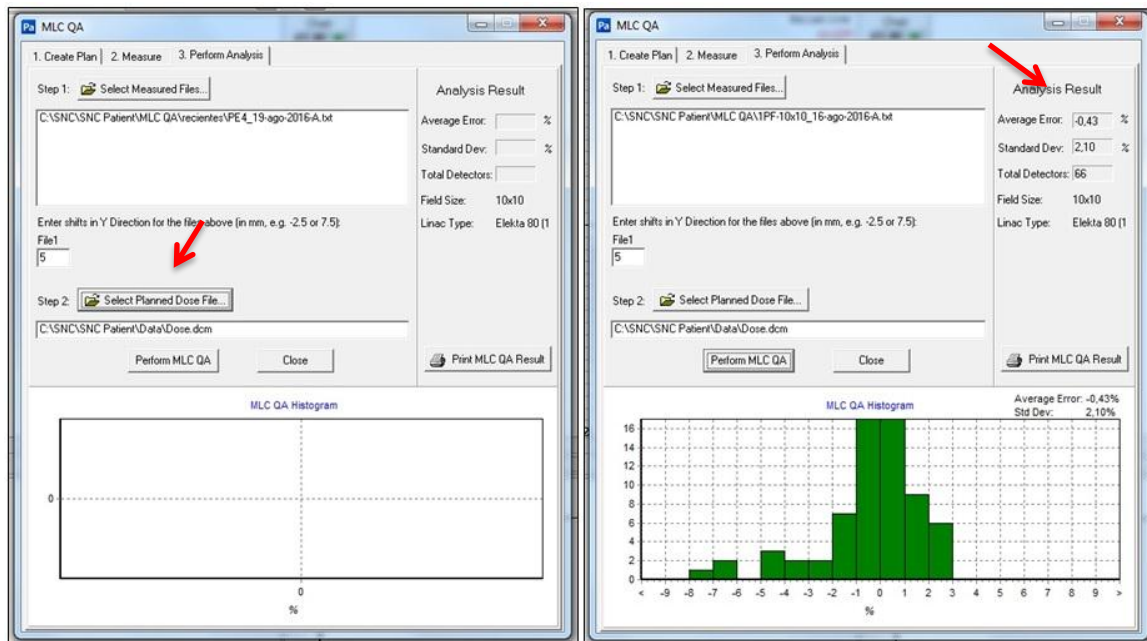 Pa MLC QA
1. Create Plan 2. Measure 3. Perform Analysis
Step 1: Select Measured Files...
C:\SNC\SNC Patient\MLC QA\recientes\PE4_19-ago-2016-A.txt
Enter shifts in Y Direction for the files above (in mm, e.g. -2.5 or 7.5):
File1
5
Step 2: Select Planned Dose File...
C:\SNC\SNC Patient\Data\Dose.dcm
Perform MLC QA Close
Analysis Result
Average Error: %
Standard Dev: %
Total Detectors:
Field Size: 10x10
Linac Type: Elekta 80 (1
Print MLC QA Result
MLC QA Histogram
0
0
%
Pa MLC QA
1. Create Plan 2. Measure 3. Perform Analysis
Step 1: Select Measured Files...
C:\SNC\SNC Patient\MLC QA\1PF-10x10_16-ago-2016-A.txt
Enter shifts in Y Direction for the files above (in mm, e.g. -2.5 or 7.5):
File1
5
Step 2: Select Planned Dose File...
C:\SNC\SNC Patient\Data\Dose.dcm
Perform MLC QA Close
Analysis Result
Average Error: -0,43 %
Standard Dev: 2,10 %
Total Detectors: 66
Field Size: 10x10
Linac Type: Elekta 80 (1
Print MLC QA Result
MLC QA Histogram
Average Error: -0,43%
Std Dev: 2,10%
16
14
12
10
8
6
4
2
0
< -9 -8 -7 -6 -5 -4 -3 -2 -1 0 1 2 3 4 5 6 7 8 9 >
%